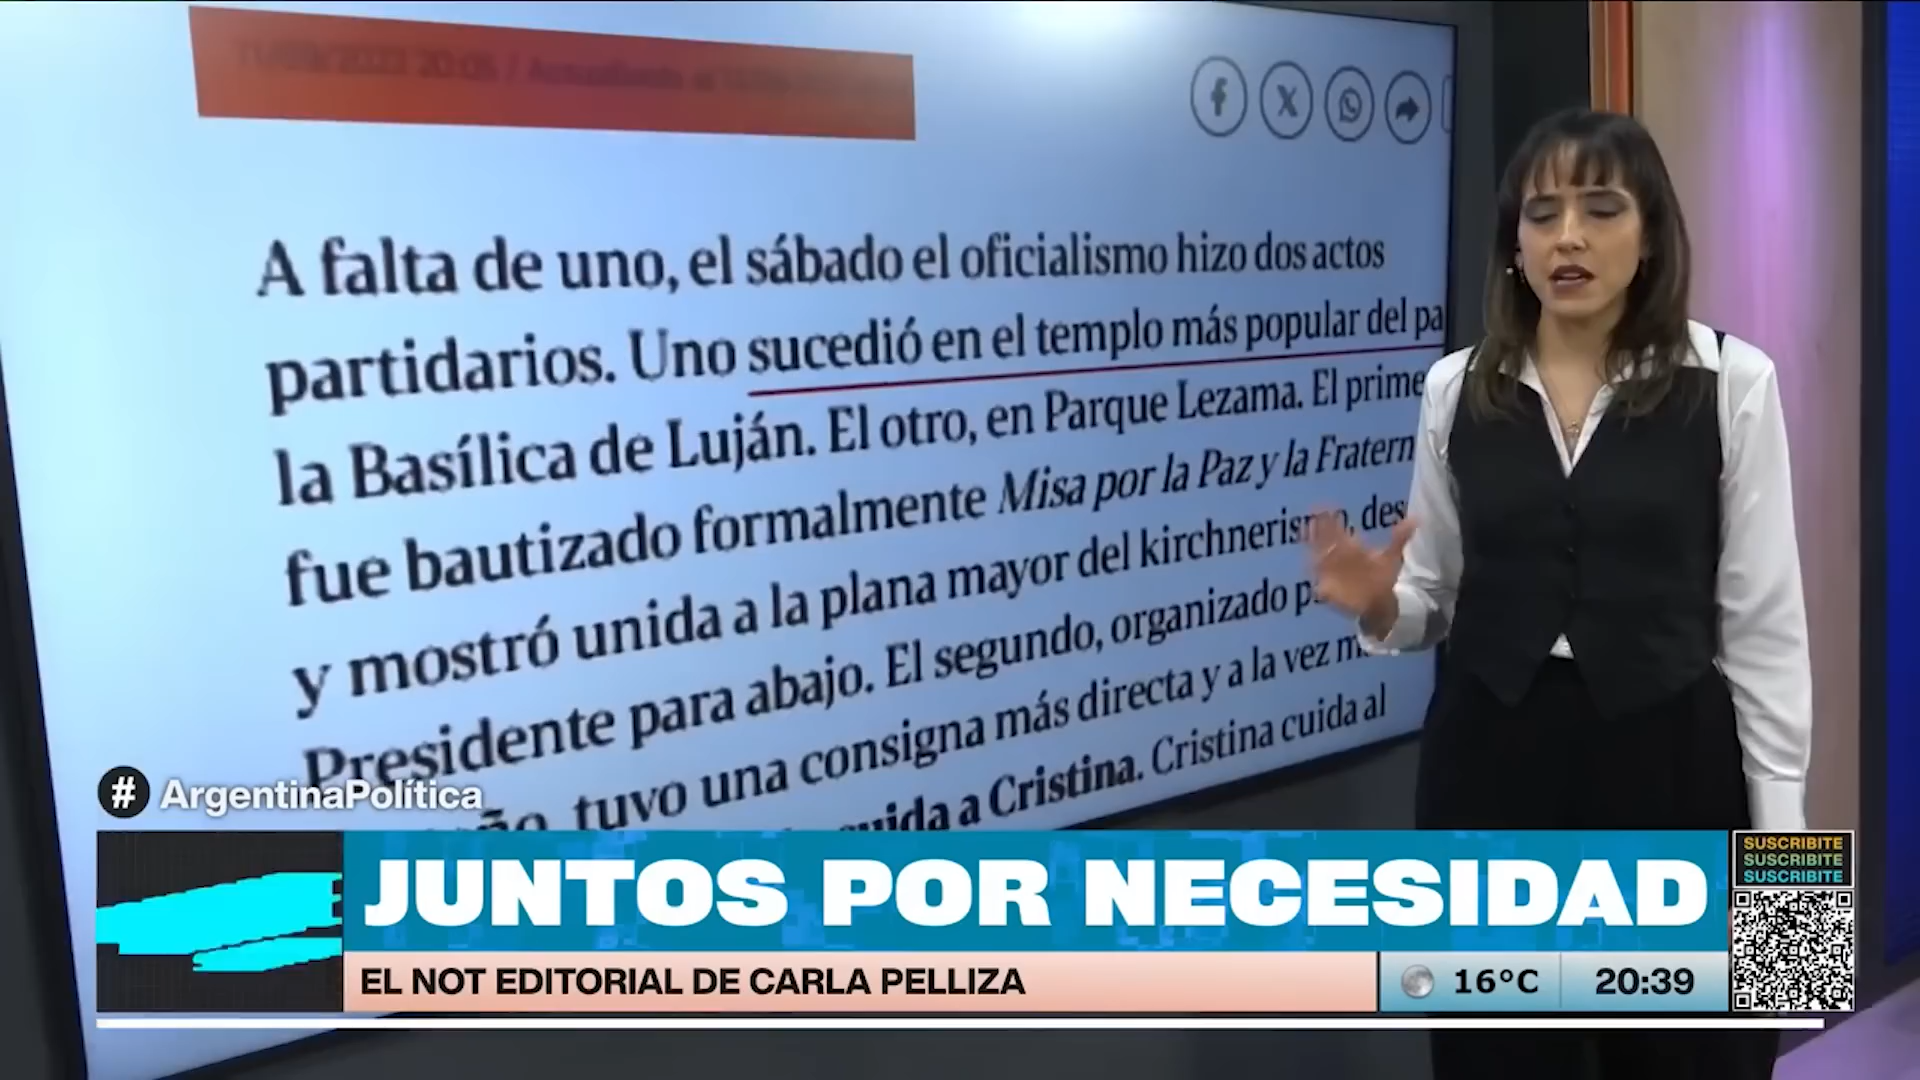 A falta de uno, el sábado el oficialismo hizo dos actos
partidarios. Uno sucedió en el templo más popular del pa
la Basílica de Luján. El otro, en Parque Lezama. El prime
fue bautizado formalmente Misa por la Paz y la Fratern
y mostró unida a la plana mayor del kirchnerismo, des
Presidente para abajo. El segundo, organizado p
tuvo una consigna más directa y a la vez m
cuida a Cristina. Cristina cuida al
# ArgentinaPolítica
JUNTOS POR NECESIDAD
EL NOT EDITORIAL DE CARLA PELLIZA
16°C 20:39
SUSCRIBITE
SUSCRIBITE
SUSCRIBITE